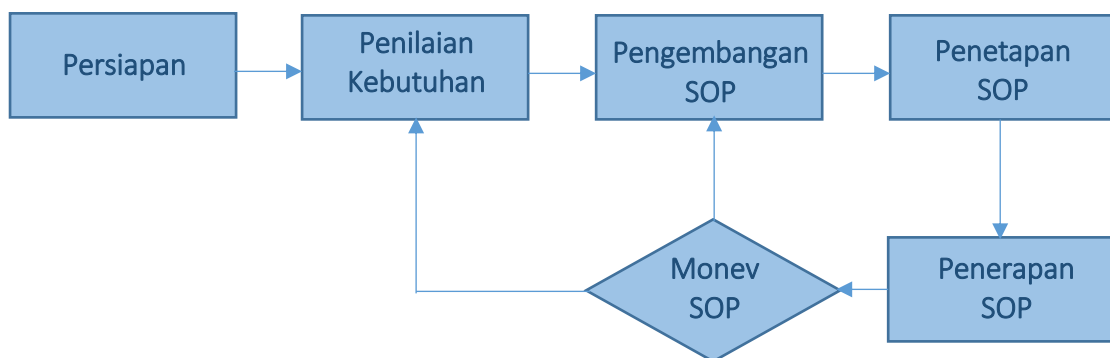 Persiapan
Penilaian
Kebutuhan
Pengembangan
SOP
Penetapan
SOP
Monev
SOP
Penerapan
SOP